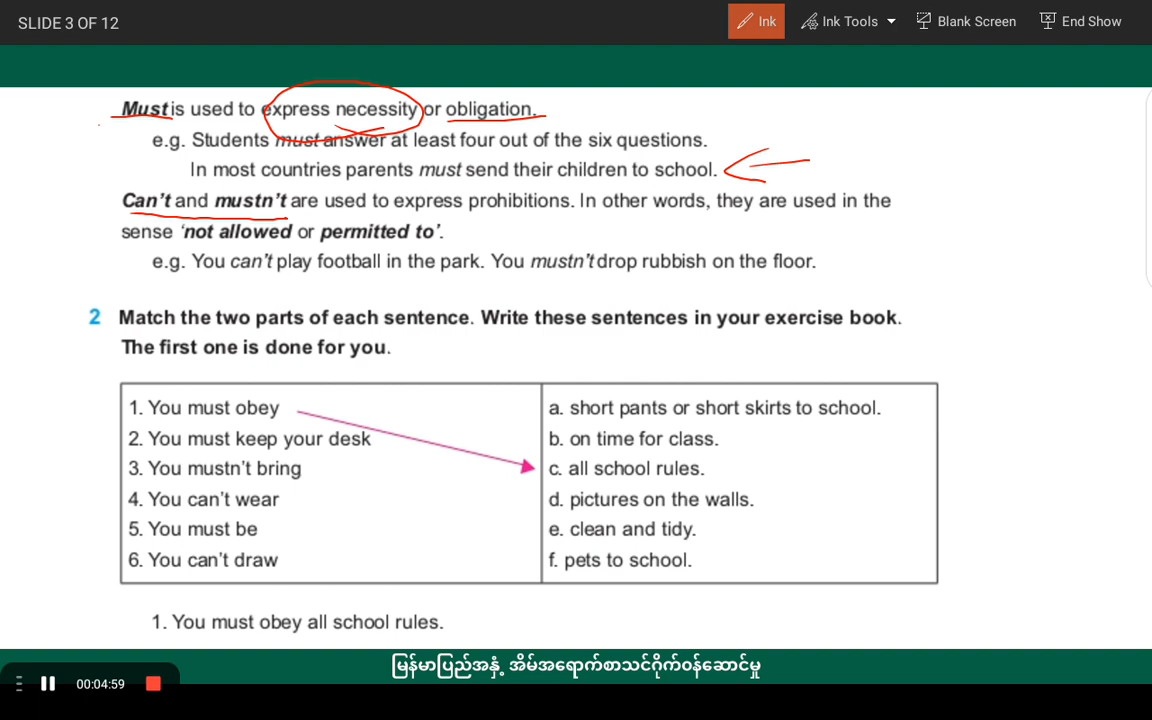 SLIDE 3 OF 12
Ink
Ink Tools
Blank Screen
End Show
Must is used to express necessity or obligation.
e.g. Students must answer at least four out of the six questions.
In most countries parents must send their children to school.
Can't and mustn't are used to express prohibitions. In other words, they are used in the
sense 'not allowed or permitted to'.
e.g. You can't play football in the park. You mustn't drop rubbish on the floor.
2 Match the two parts of each sentence. Write these sentences in your exercise book.
The first one is done for you.
1. You must obey
2. You must keep your desk
3. You mustn't bring
4. You can't wear
5. You must be
6. You can't draw
a. short pants or short skirts to school.
b. on time for class.
c. all school rules.
d. pictures on the walls.
e. clean and tidy.
f. pets to school.
1. You must obey all school rules.
မြန်မာပြည်အနှံ့ အိမ်အရောက်စာသင်ဂိုက်ဝန်ဆောင်မှု
00:04:59